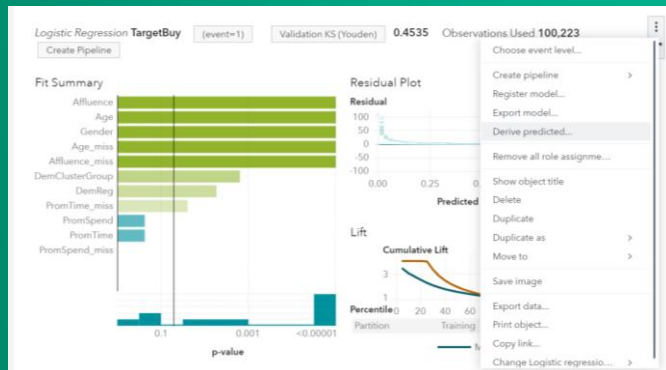 Logistic Regression TargetBuy (event=1) Validation KS (Youden) 0.4535 Observations Used 100,223
Create Pipeline
Fit Summary
Affluence
Age
Gender
Age_miss
Affluence_miss
DemClusterGroup
DemReg
PromTime_miss
PromSpend
PromTime
PromSpend_miss
0.1 0.001 <0.00001
p-value
Residual Plot
Residual
100
50
0
-50
-100
0.00 0.25
Predicted
Lift
Cumulative Lift
3
1
Percentile 0 20 40 60
Partition Training
Choose event level...
Create pipeline >
Register model...
Export model...
Derive predicted...
Remove all role assignme...
Show object title
Delete
Duplicate
Duplicate as >
Move to >
Save image
Export data...
Print object...
Copy link...
Change Logistic regressio... >